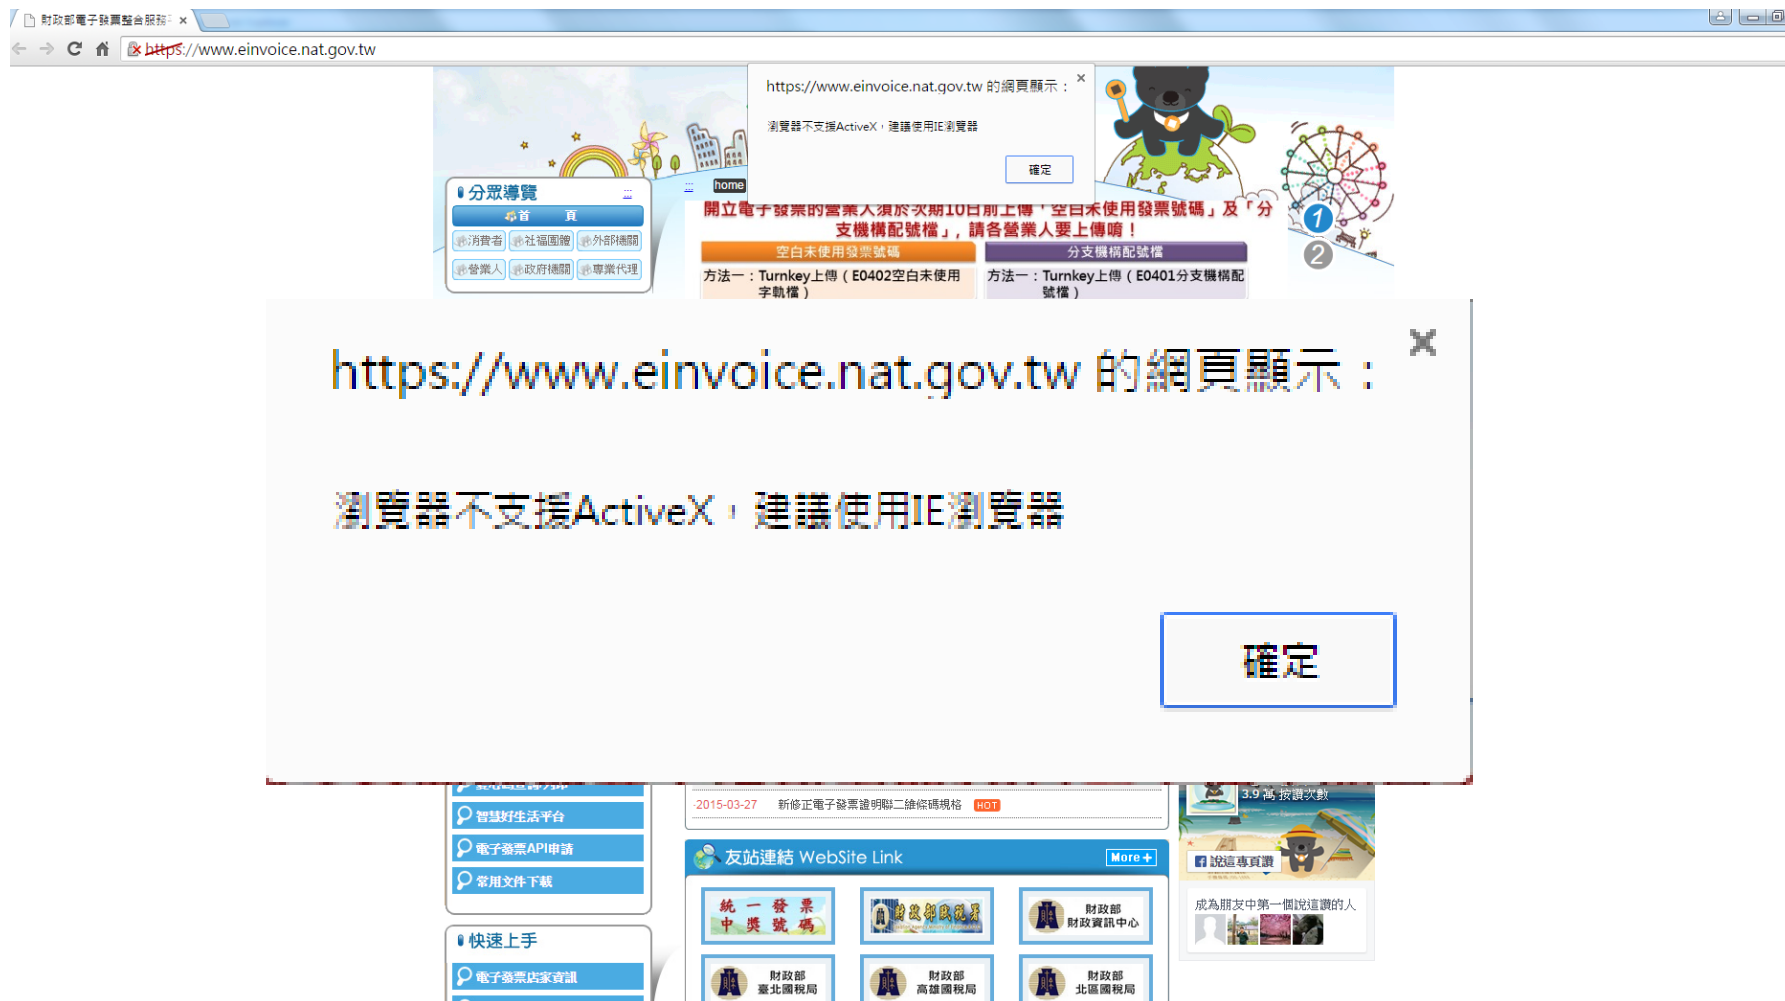 財政部電子發票整合服務
https://www.einvoice.nat.gov.tw
https://www.einvoice.nat.gov.tw 的網頁顯示：
瀏覽器不支援ActiveX，建議使用IE瀏覽器
確定
分眾導覽
:::
首 頁
消費者 社福團體 外部機關
營業人 政府機關 專業代理
:::
home
開立電子發票的營業人須於次期10日前上傳「空白未使用發票號碼」及「分
支機構配號檔」，請各營業人要上傳唷！
空白未使用發票號碼
分支機構配號檔
方法一：Turnkey上傳（E0402空白未使用
字軌檔）
方法一：Turnkey上傳（E0401分支機構配
號檔）
1
2
https://www.einvoice.nat.gov.tw 的網頁顯示：
瀏覽器不支援ActiveX，建議使用IE瀏覽器
確定
智慧好生活平台
電子發票API申請
常用文件下載
快速上手
電子發票店家資訊
2015-03-27 新修正電子發票證明聯二維條碼規格 HOT
友站連結 WebSite Link
More +
統一發票
中獎號碼
財政部賦稅署
財政部
財政資訊中心
財政部
臺北國稅局
財政部
高雄國稅局
財政部
北區國稅局
3.9 萬 按讚次數
說這專頁讚
成為朋友中第一個說這讚的人